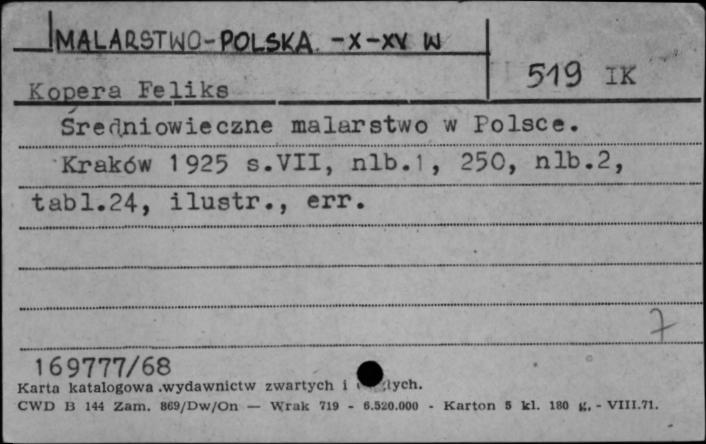 MALARSTWO-POLSKA -X-XV W
519 IK
Kopera Feliks
Średniowieczne malarstwo w Polsce.
Kraków 1925 s.VII, nlb.1, 250, nlb.2,
tabl.24, ilustr., err.
7
169777/68
Karta katalogowa wydawnictw zwartych i
CWD B 144 Zam. 869/Dw/On — Wrak 719 - 6.520.000 - Karton 5 kl. 180 g. - VIII.71.